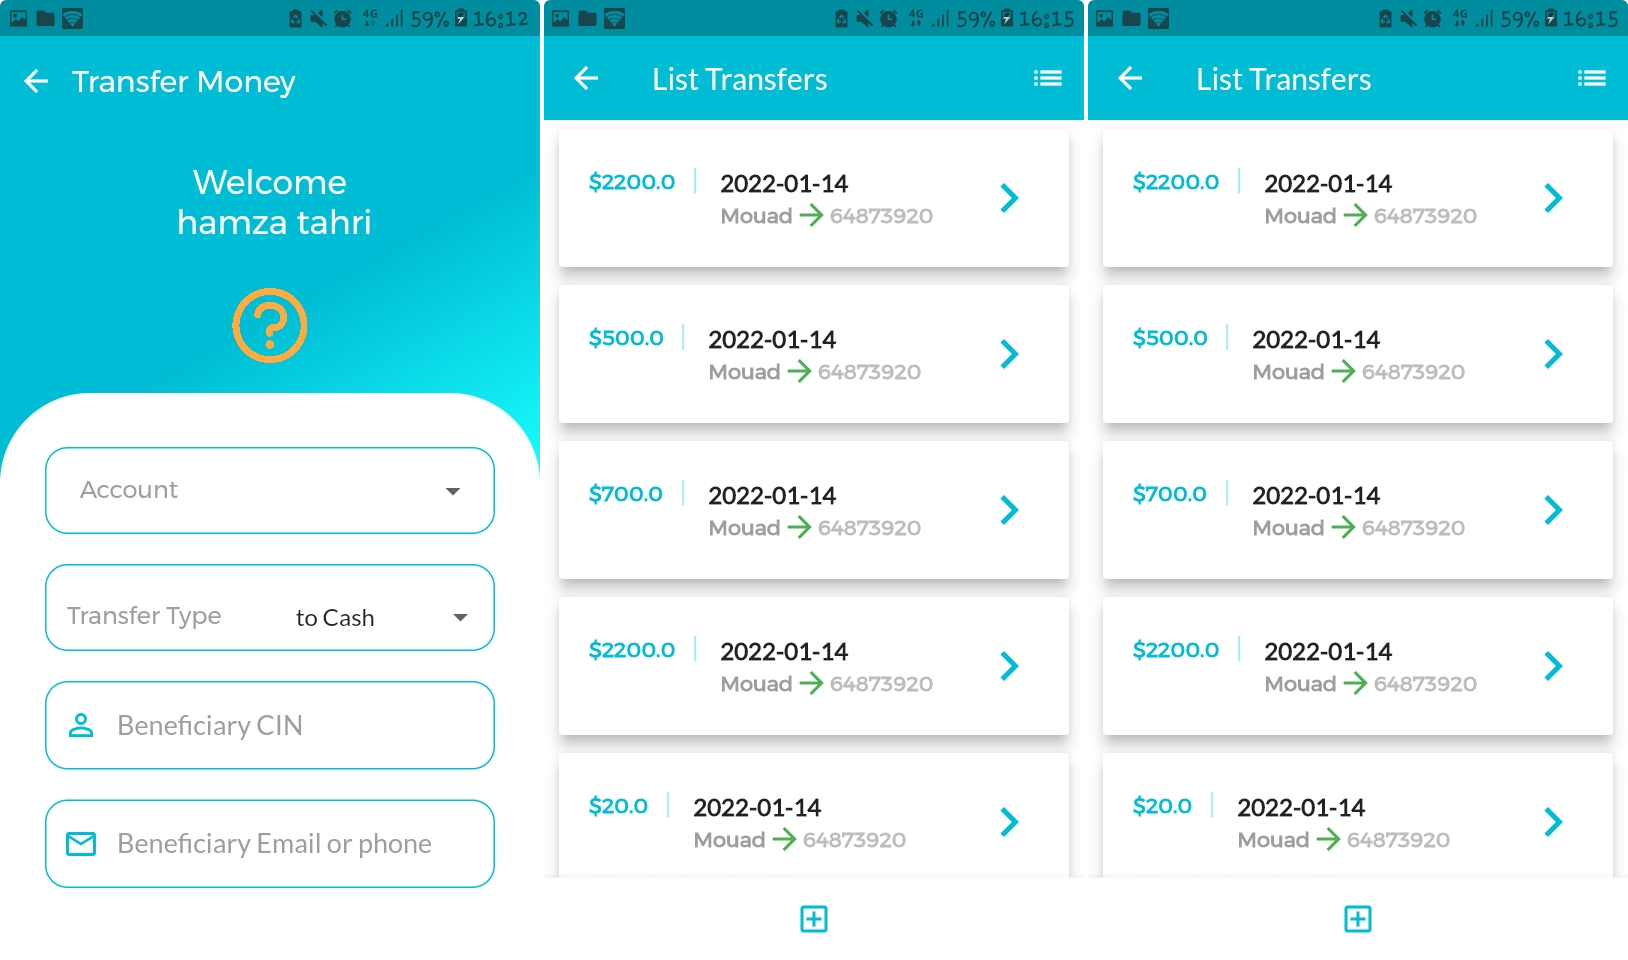 4G 59% 16:12
Transfer Money
Welcome
hamza tahri
Account
Transfer Type to Cash
Beneficiary CIN
Beneficiary Email or phone
4G 59% 16:15
List Transfers
$2200.0 2022-01-14
Mouad → 64873920
$500.0 2022-01-14
Mouad → 64873920
$700.0 2022-01-14
Mouad → 64873920
$2200.0 2022-01-14
Mouad → 64873920
$20.0 2022-01-14
Mouad → 64873920
4G 59% 16:15
List Transfers
$2200.0 2022-01-14
Mouad → 64873920
$500.0 2022-01-14
Mouad → 64873920
$700.0 2022-01-14
Mouad → 64873920
$2200.0 2022-01-14
Mouad → 64873920
$20.0 2022-01-14
Mouad → 64873920